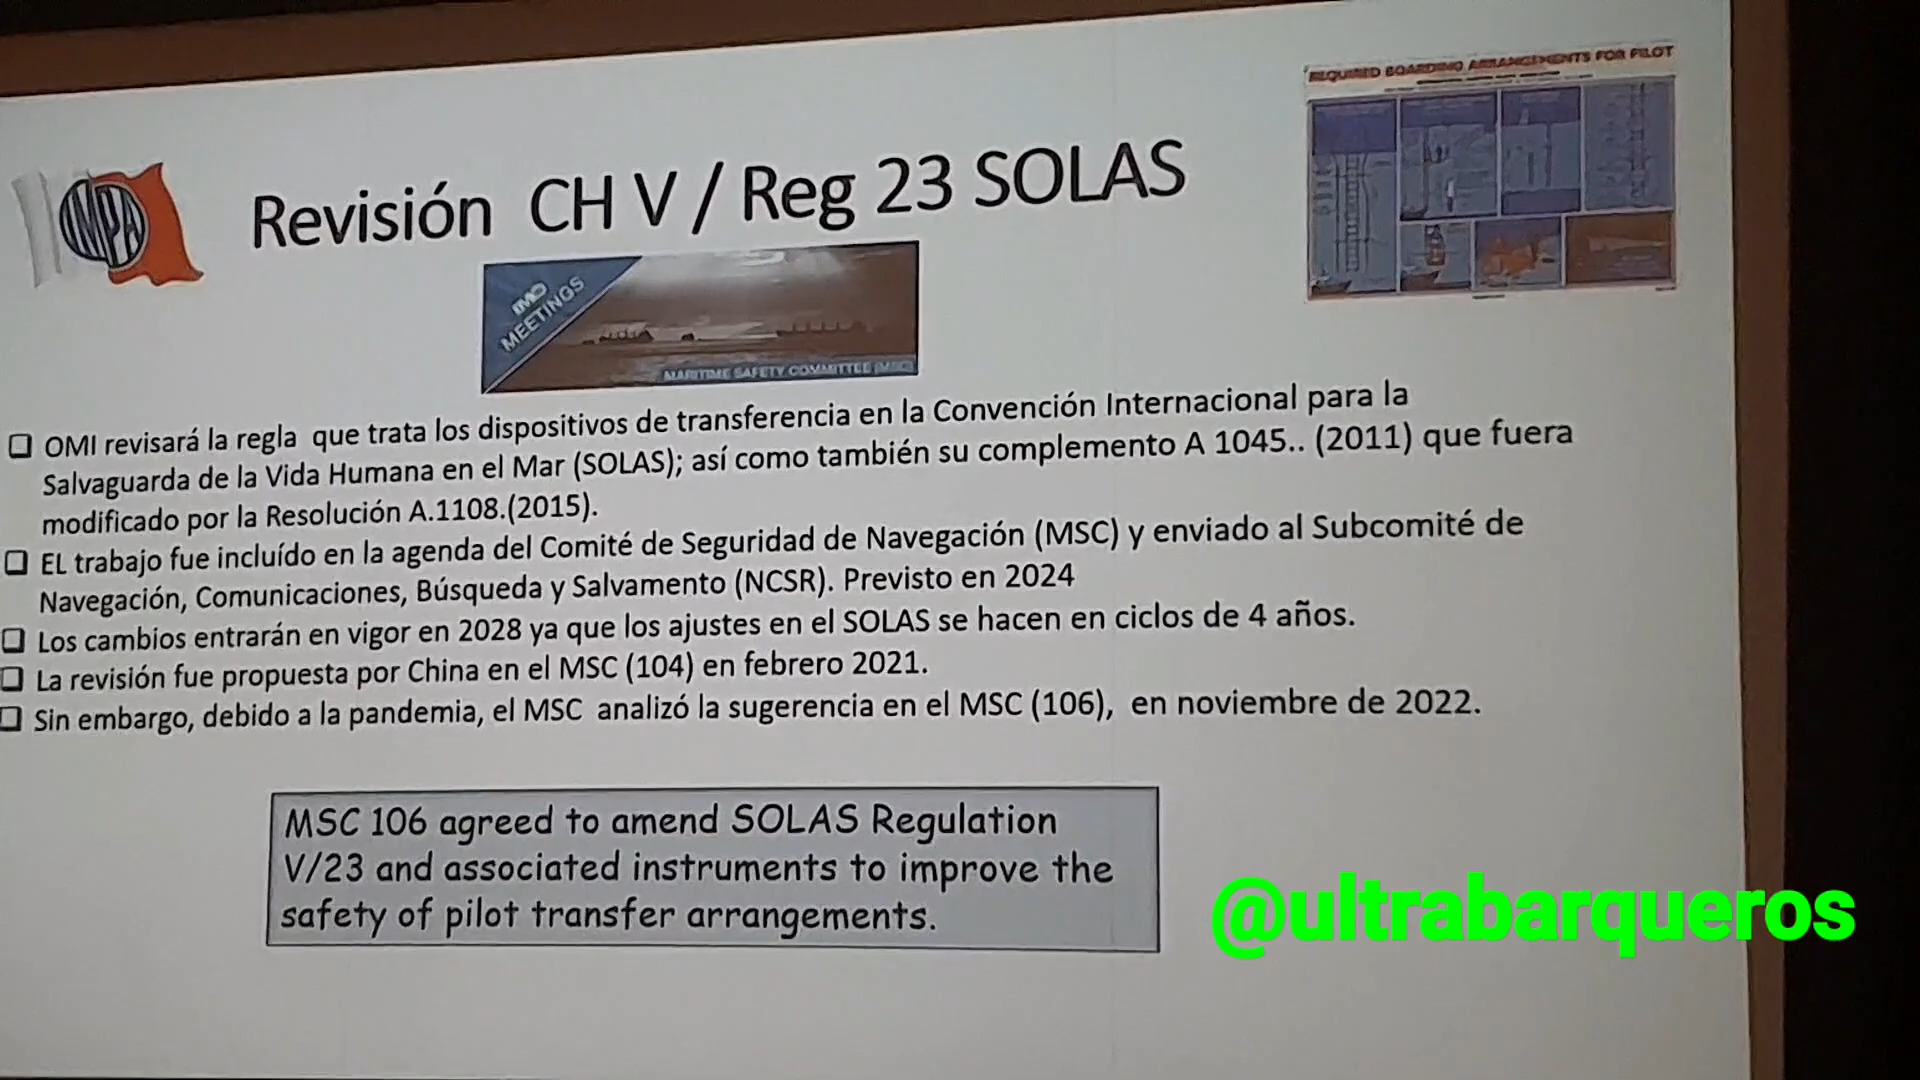 REQUIRED BOARDING ARRANGEMENTS FOR PILOT
IMPA
Revisión CH V / Reg 23 SOLAS
IMO
MEETINGS
MARITIME SAFETY COMMITTEE (MSC)
❑ OMI revisará la regla que trata los dispositivos de transferencia en la Convención Internacional para la
Salvaguarda de la Vida Humana en el Mar (SOLAS); así como también su complemento A 1045.. (2011) que fuera
modificado por la Resolución A.1108.(2015).
❑ EL trabajo fue incluído en la agenda del Comité de Seguridad de Navegación (MSC) y enviado al Subcomité de
Navegación, Comunicaciones, Búsqueda y Salvamento (NCSR). Previsto en 2024
❑ Los cambios entrarán en vigor en 2028 ya que los ajustes en el SOLAS se hacen en ciclos de 4 años.
❑ La revisión fue propuesta por China en el MSC (104) en febrero 2021.
❑ Sin embargo, debido a la pandemia, el MSC analizó la sugerencia en el MSC (106), en noviembre de 2022.
MSC 106 agreed to amend SOLAS Regulation
V/23 and associated instruments to improve the
safety of pilot transfer arrangements.
@ultrabarqueros